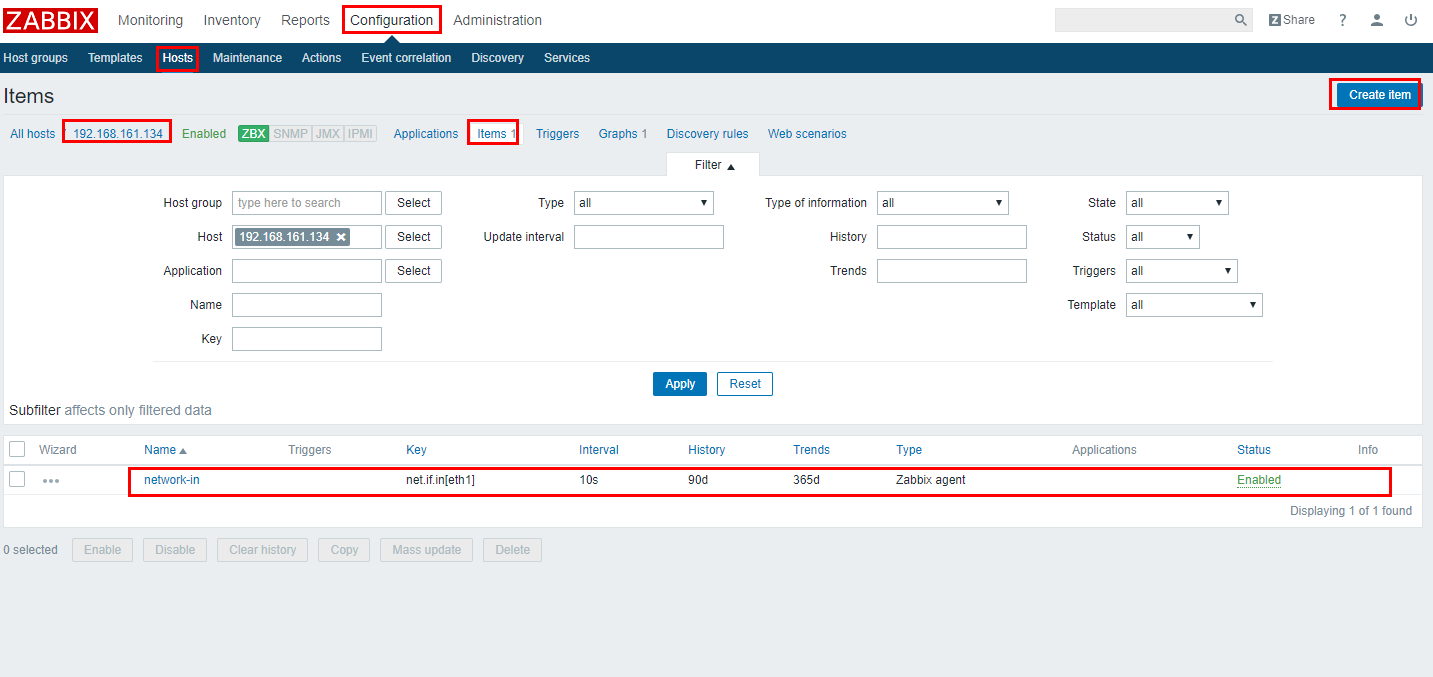 ZABBIX Monitoring Inventory Reports Configuration Administration Z Share ?
Host groups Templates Hosts Maintenance Actions Event correlation Discovery Services
Items Create item
All hosts / 192.168.161.134 Enabled ZBX SNMP JMX IPMI Applications Items 1 Triggers Graphs 1 Discovery rules Web scenarios
Filter ▲
Host group type here to search Select Type all Type of information all State all
Host 192.168.161.134 × Select Update interval History Status all
Application Select Trends Triggers all
Name Template all
Key
Apply Reset
Subfilter affects only filtered data
Wizard Name ▲ Triggers Key Interval History Trends Type Applications Status Info
••• network-in net.if.in[eth1] 10s 90d 365d Zabbix agent Enabled
Displaying 1 of 1 found
0 selected Enable Disable Clear history Copy Mass update Delete